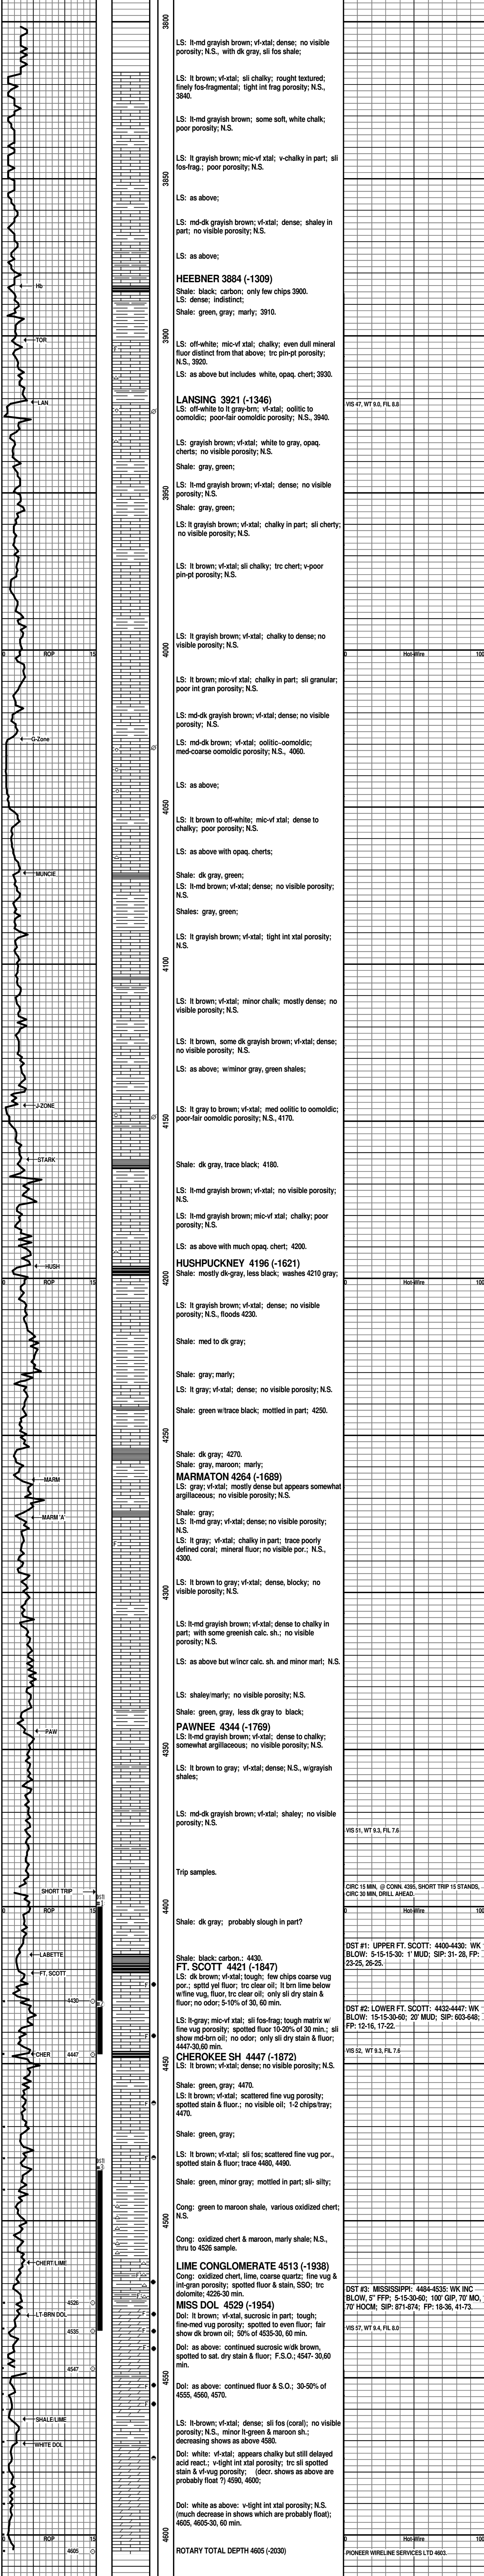 3800
LS: lt-md grayish brown; vf-xtal; dense; no visible
porosity; N.S., with dk gray, sli fos shale;
LS: lt brown; vf-xtal; sli chalky; rought textured;
finely fos-fragmental; tight int frag porosity; N.S.,
3840.
LS: lt-md grayish brown; some soft, white chalk;
poor porosity; N.S.
LS: lt grayish brown; mic-vf xtal; v-chalky in part; sli
fos-frag.; poor porosity; N.S.
3850
LS: as above;
LS: md-dk grayish brown; vf-xtal; dense; shaley in
part; no visible porosity; N.S.
LS: as above;
HEEBNER 3884 (-1309)
Hb
Shale: black; carbon; only few chips 3900.
LS: dense; indistinct;
Shale: green, gray; marly; 3910.
3900
TOR
LS: off-white; mic-vf xtal; chalky; even dull mineral
fluor distinct from that above; trc pin-pt porosity;
N.S., 3920.
LS: as above but includes white, opaq. chert; 3930.
LANSING 3921 (-1346)
LAN
VIS 47, WT 9.0, FIL 8.8
LS: off-white to lt gray-brn; vf-xtal; oolitic to
oomoldic; poor-fair oomoldic porosity; N.S., 3940.
LS: grayish brown; vf-xtal; white to gray, opaq.
cherts; no visible porosity; N.S.
Shale: gray, green;
3950
LS: lt-md grayish brown; vf-xtal; dense; no visible
porosity; N.S.
Shale: gray, green;
LS: lt grayish brown; vf-xtal; chalky in part; sli cherty;
no visible porosity; N.S.
LS: lt brown; vf-xtal; sli chalky; trc chert; v-poor
pin-pt porosity; N.S.
LS: lt grayish brown; vf-xtal; chalky to dense; no
visible porosity; N.S.
4000
0 ROP 15
0 Hot-Wire 100
LS: lt brown; mic-vf xtal; chalky in part; sli granular;
poor int gran porosity; N.S.
LS: md-dk grayish brown; vf-xtal; dense; no visible
porosity; N.S.
G-Zone
LS: md-dk brown; vf-xtal; oolitic-oomoldic;
med-coarse oomoldic porosity; N.S., 4060.
LS: as above;
4050
LS: lt brown to off-white; mic-vf xtal; dense to
chalky; poor porosity; N.S.
LS: as above with opaq. cherts;
MUNCIE
Shale: dk gray, green;
LS: lt-md brown; vf-xtal; dense; no visible porosity;
N.S.
Shales: gray, green;
LS: lt grayish brown; vf-xtal; tight int xtal porosity;
N.S.
4100
LS: lt brown; vf-xtal; minor chalk; mostly dense; no
visible porosity; N.S.
LS: lt brown, some dk grayish brown; vf-xtal; dense;
no visible porosity; N.S.
LS: as above; w/minor gray, green shales;
J-ZONE
LS: lt gray to brown; vf-xtal; med oolitic to oomoldic;
poor-fair oomoldic porosity; N.S., 4170.
4150
STARK
Shale: dk gray, trace black; 4180.
LS: lt-md grayish brown; vf-xtal; no visible porosity;
N.S.
LS: lt-md grayish brown; mic-vf xtal; chalky; poor
porosity; N.S.
LS: as above with much opaq. chert; 4200.
HUSHPUCKNEY 4196 (-1621)
HUSH
Shale: mostly dk-gray, less black; washes 4210 gray;
4200
0 ROP 15
0 Hot-Wire 100
LS: lt grayish brown; vf-xtal; dense; no visible
porosity; N.S., floods 4230.
Shale: med to dk gray;
Shale: gray; marly;
LS: lt gray; vf-xtal; dense; no visible porosity; N.S.
Shale: green w/trace black; mottled in part; 4250.
4250
Shale: dk gray; 4270.
Shale: gray, maroon; marly;
MARMATON 4264 (-1689)
MARM
LS: gray; vf-xtal; mostly dense but appears somewhat
argillaceous; no visible porosity; N.S.
Shale: gray;
MARM 'A'
LS: lt-md gray; vf-xtal; dense; no visible porosity;
N.S.
LS: lt gray; vf-xtal; chalky in part; trace poorly
defined coral; mineral fluor; no visible por.; N.S.,
4300.
LS: lt brown to gray; vf-xtal; dense, blocky; no
visible porosity; N.S.
4300
LS: lt-md grayish brown; vf-xtal; dense to chalky in
part; with some greenish calc. sh.; no visible
porosity; N.S.
LS: as above but w/incr calc. sh. and minor marl; N.S.
LS: shaley/marly; no visible porosity; N.S.
Shale: green, gray, less dk gray to black;
PAWNEE 4344 (-1769)
PAW
LS: lt-md grayish brown; vf-xtal; dense to chalky;
somewhat argillaceous; no visible porosity; N.S.
4350
LS: lt brown to gray; vf-xtal; dense; N.S., w/grayish
shales;
LS: md-dk grayish brown; vf-xtal; shaley; no visible
porosity; N.S.
VIS 51, WT 9.3, FIL 7.6
Trip samples.
SHORT TRIP
CIRC 15 MIN, @ CONN. 4395, SHORT TRIP 15 STANDS,
CIRC 30 MIN, DRILL AHEAD.
4400
0 ROP 15
0 Hot-Wire 100
Shale: dk gray; probably slough in part?
DST #1: UPPER FT. SCOTT: 4400-4430: WK
BLOW: 5-15-15-30: 1' MUD; SIP: 31- 28, FP:
23-25, 26-25.
LABETTE
Shale: black; carbon.: 4430.
FT. SCOTT 4421 (-1847)
FT. SCOTT
LS: dk brown; vf-xtal; tough; few chips coarse vug
por.; spttd yel fluor; trc clear oil; lt brn lime below
w/fine vug, fluor, trc clear oil; only sli dry stain &
fluor; no odor; 5-10% of 30, 60 min.
4430
DST #2: LOWER FT. SCOTT: 4432-4447: WK
BLOW: 15-15-30-60; 1' MUD; SIP: 603-648;
FP: 12-16, 17-22.
LS: lt-gray; mic-vf xtal; sli fos-frag; tough matrix w/
fine vug porosity; spotted fluor 10-20% of 30 min.; sli
show md-brn oil; no odor; only sli dry stain & fluor;
4447-30,60 min.
CHEROKEE SH 4447 (-1872)
CHER 4447
VIS 52, WT 9.3, FIL 7.6
LS: lt brown; vf-xtal; dense; no visible porosity; N.S.
4450
Shale: green, gray; 4470.
LS: lt brown; vf-xtal; scattered fine vug porosity;
spotted stain & fluor.; no visible oil; 1-2 chips/tray;
4470.
Shale: green, gray;
LS: lt brown; vf-xtal; sli fos; scattered fine vug por.,
spotted stain & fluor.; trace 4480, 4490.
Shale: green, minor gray; mottled in part; sli- silty;
Cong: green to maroon shale, various oxidized chert;
N.S.
4500
Cong: oxidized chert & maroon, marly shale; N.S.,
thru to 4526 sample.
LIME CONGLOMERATE 4513 (-1938)
CHERT/LIME
Cong: oxidized chert, lime, coarse quartz; fine vug &
int-gran porosity; spotted fluor & stain, SSO; trc
dolomite; 4226-30 min.
4526
DST #3: MISSISSIPPI: 4484-4535: WK INC
BLOW, 5" FFP; 5-15-30-60; 100' GIP, 70' MO,
70' HOCM; SIP: 871-874; FP: 18-36, 41-73.
MISS DOL 4529 (-1954)
LT-BRN DOL
Dol: lt brown; vf-xtal, sucrosic in part; tough;
fine-med vug porosity; spotted to even fluor; fair
show dk brown oil; 50% of 4535-30, 60 min.
4535
VIS 57, WT 9.4, FIL 8.0
Dol: as above: continued sucrosic w/dk brown,
spotted to sat. dry stain & fluor; F.S.O.; 4547- 30,60
min.
4547
4550
Dol: as above: continued fluor & S.O.; 30-50% of
4555, 4560, 4570.
SHALE/LIME
LS: lt-brown; vf-xtal; dense; sli fos (coral); no visible
porosity; N.S., minor lt-green & maroon sh.;
decreasing shows as above 4580.
WHITE DOL
Dol: white: vf-xtal; appears chalky but still delayed
acid react.; v-tight int xtal porosity; trc sli spotted
stain & vf-vug porosity; (decr. shows as above are
probably float ?) 4590, 4600;
Dol: white as above: v-tight int xtal porosity; N.S.
(much decrease in shows which are probably float);
4605, 4605-30, 60 min.
4600
0 ROP 15
0 Hot-Wire 100
4605
ROTARY TOTAL DEPTH 4605 (-2030)
PIONEER WIRELINE SERVICES LTD 4603.